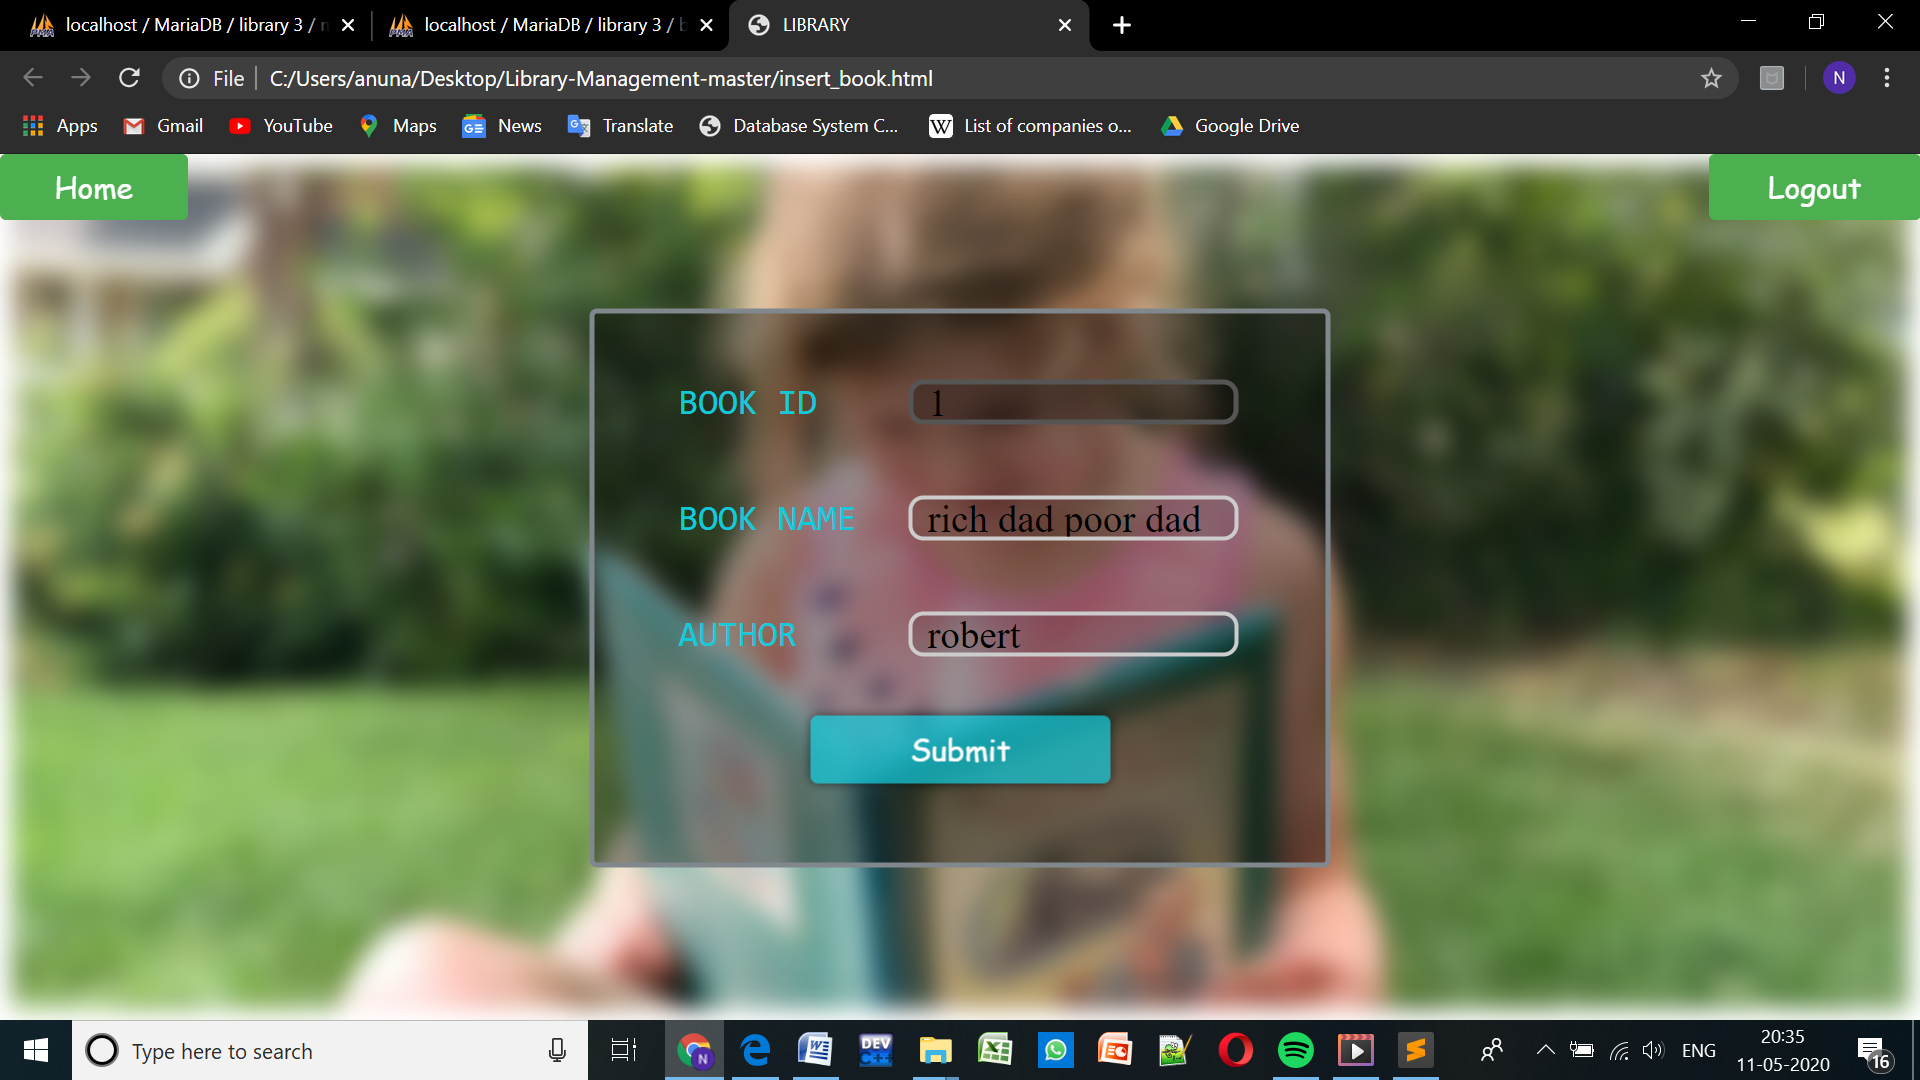 localhost / MariaDB / library 3 /
localhost / MariaDB / library 3 /
LIBRARY
File
C:/Users/anuna/Desktop/Library-Management-master/insert_book.html
N
Apps
Gmail
YouTube
Maps
News
Translate
Database System C...
List of companies o...
Google Drive
Home
Logout
BOOK ID
1
BOOK NAME
rich dad poor dad
AUTHOR
robert
Submit
Type here to search
N
DEV
C++
ENG
20:35
11-05-2020
16